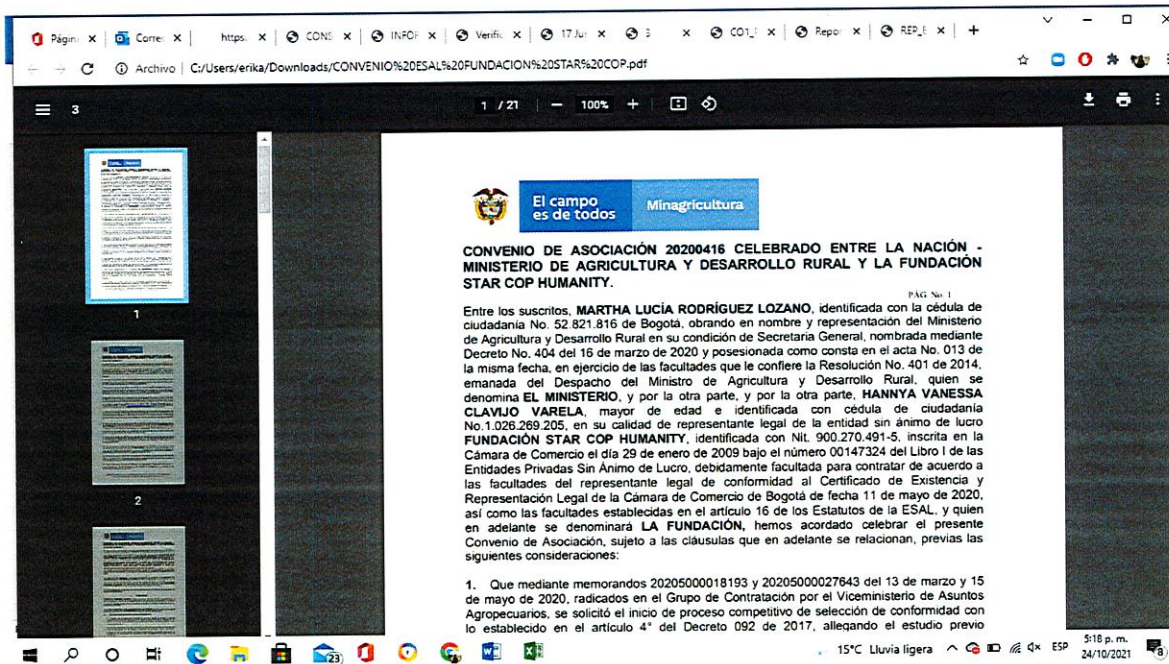 Págin: X
Corre: X
https. X
CONS X
INFOF X
Verific X
17 Ju X
X
CO1_ X
Repor X
REP_E X
+
Archivo | C:/Users/erika/Downloads/CONVENIO%20ESAL%20FUNDACION%20STAR%20COP.pdf
3
1 / 21 | − 100% +
El campo
es de todos
Minagricultura
CONVENIO DE ASOCIACIÓN 20200416 CELEBRADO ENTRE LA NACIÓN -
MINISTERIO DE AGRICULTURA Y DESARROLLO RURAL Y LA FUNDACIÓN
STAR COP HUMANITY.
PÁG No. 1
Entre los suscritos, MARTHA LUCÍA RODRÍGUEZ LOZANO, identificada con la cédula de
ciudadanía No. 52.821.816 de Bogotá, obrando en nombre y representación del Ministerio
de Agricultura y Desarrollo Rural en su condición de Secretaria General, nombrada mediante
Decreto No. 404 del 16 de marzo de 2020 y posesionada como consta en el acta No. 013 de
la misma fecha, en ejercicio de las facultades que le confiere la Resolución No. 401 de 2014,
emanada del Despacho del Ministro de Agricultura y Desarrollo Rural, quien se
denomina EL MINISTERIO, y por la otra parte, y por la otra parte, HANNYA VANESSA
CLAVIJO VARELA, mayor de edad e identificada con cédula de ciudadanía
No.1.026.269.205, en su calidad de representante legal de la entidad sin ánimo de lucro
FUNDACIÓN STAR COP HUMANITY, identificada con Nit. 900.270.491-5, inscrita en la
Cámara de Comercio el día 29 de enero de 2009 bajo el número 00147324 del Libro I de las
Entidades Privadas Sin Ánimo de Lucro, debidamente facultada para contratar de acuerdo a
las facultades del representante legal de conformidad al Certificado de Existencia y
Representación Legal de la Cámara de Comercio de Bogotá de fecha 11 de mayo de 2020,
así como las facultades establecidas en el artículo 16 de los Estatutos de la ESAL, y quien
en adelante se denominará LA FUNDACIÓN, hemos acordado celebrar el presente
Convenio de Asociación, sujeto a las cláusulas que en adelante se relacionan, previas las
siguientes consideraciones:
1. Que mediante memorandos 20205000018193 y 20205000027643 del 13 de marzo y 15
de mayo de 2020, radicados en el Grupo de Contratación por el Viceministerio de Asuntos
Agropecuarios, se solicitó el inicio de proceso competitivo de selección de conformidad con
lo establecido en el artículo 4° del Decreto 092 de 2017, allegando el estudio previo
1
2
23
15°C Lluvia ligera
ESP
5:18 p. m.
24/10/2021
8